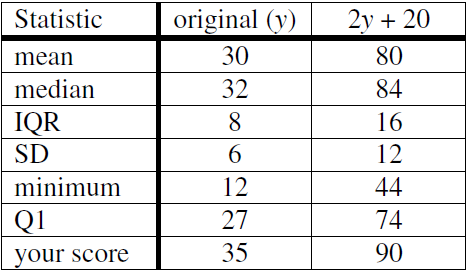 Statistic original (y) 2y + 20
mean 30 80
median 32 84
IQR 8 16
SD 6 12
minimum 12 44
Q1 27 74
your score 35 90